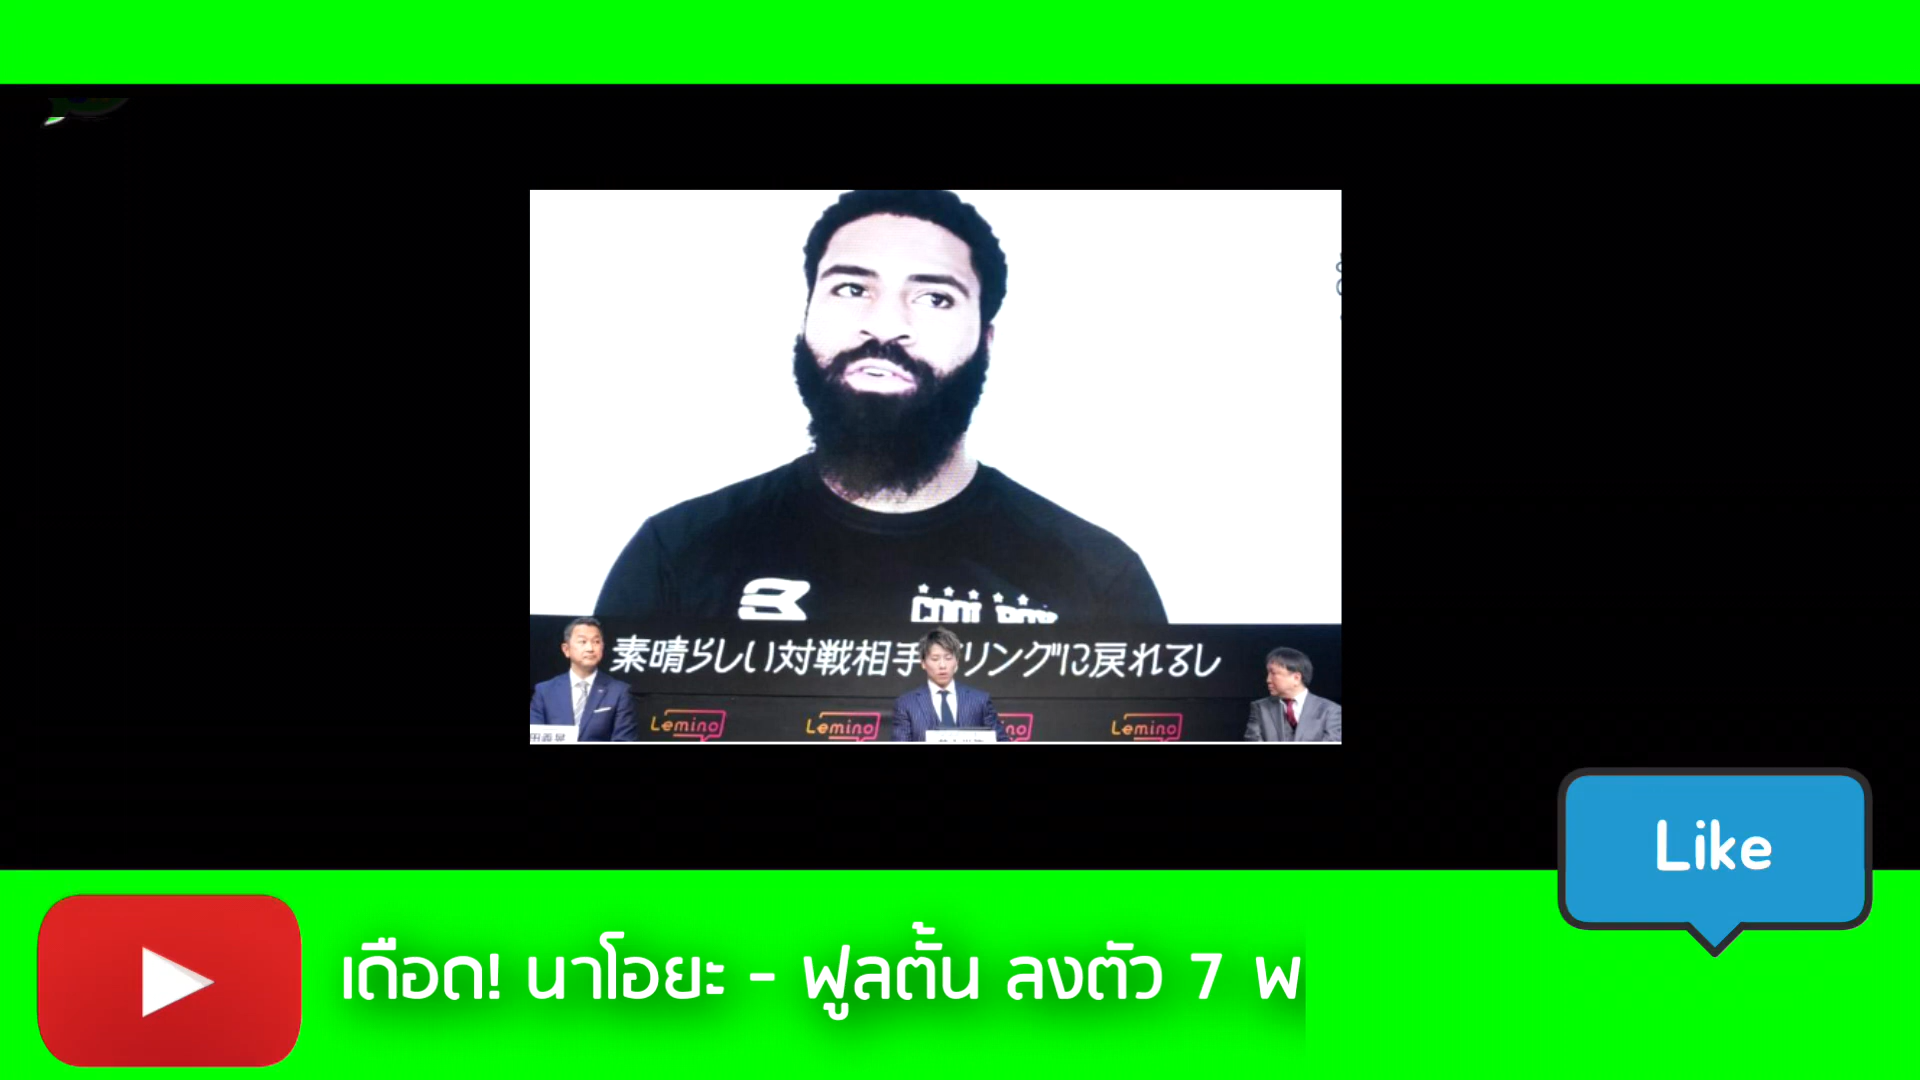 素晴らしい対戦相手 リングに戻れるし
Lemino
Lemino
Lemino
Like
เดือด! นาโอยะ - ฟูลตั้น ลงตัว 7 พ